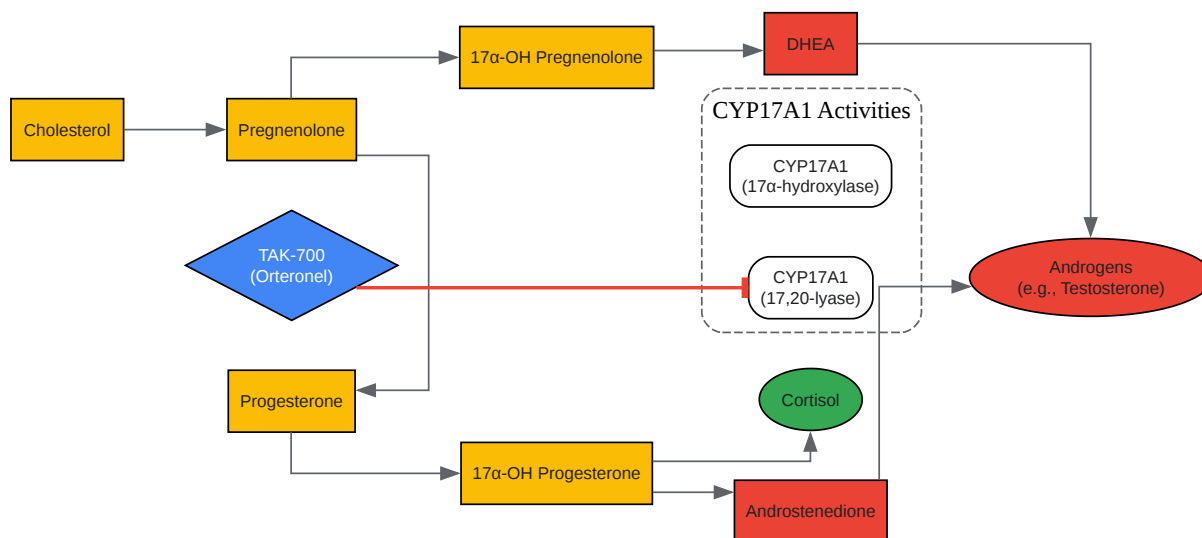 DHEA
17α-OH Pregnenolone
CYP17A1 Activities
Cholesterol
Pregnenolone
CYP17A1
(17α-hydroxylase)
TAK-700
(Orteronel)
CYP17A1
(17,20-lyase)
Androgens
(e.g., Testosterone)
Progesterone
Cortisol
17α-OH Progesterone
Androstenedione